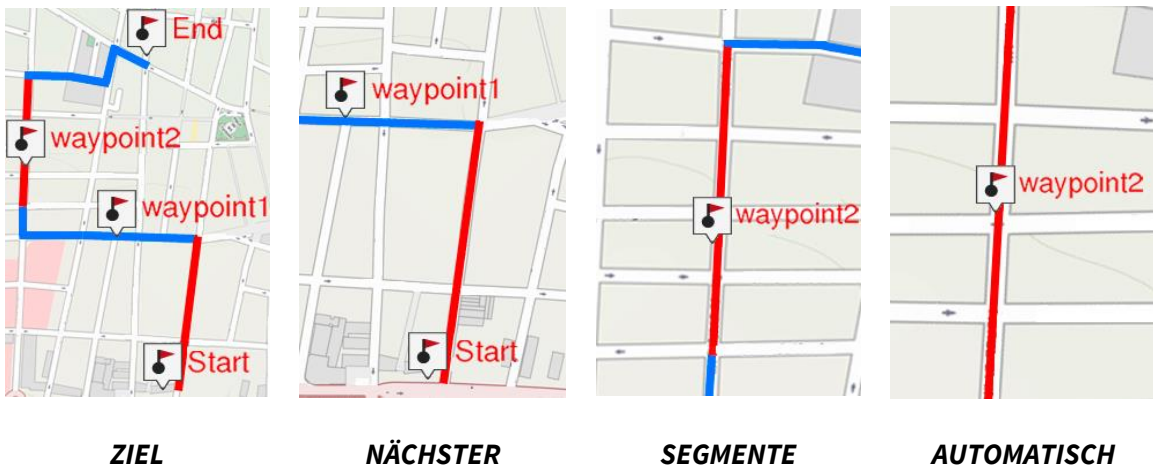 End
waypoint2
waypoint1
Start
waypoint1
Start
waypoint2
waypoint2
ZIEL
NÄCHSTER
SEGMENTE
AUTOMATISCH